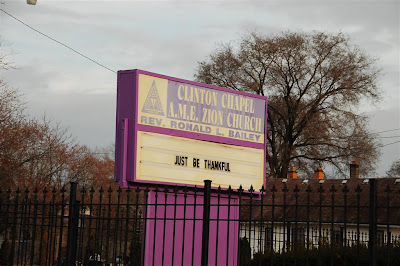 CLINTON CHAPEL
A.M.E. ZION CHURCH
REV. RONALD L. BAILEY
JUST BE THANKFUL